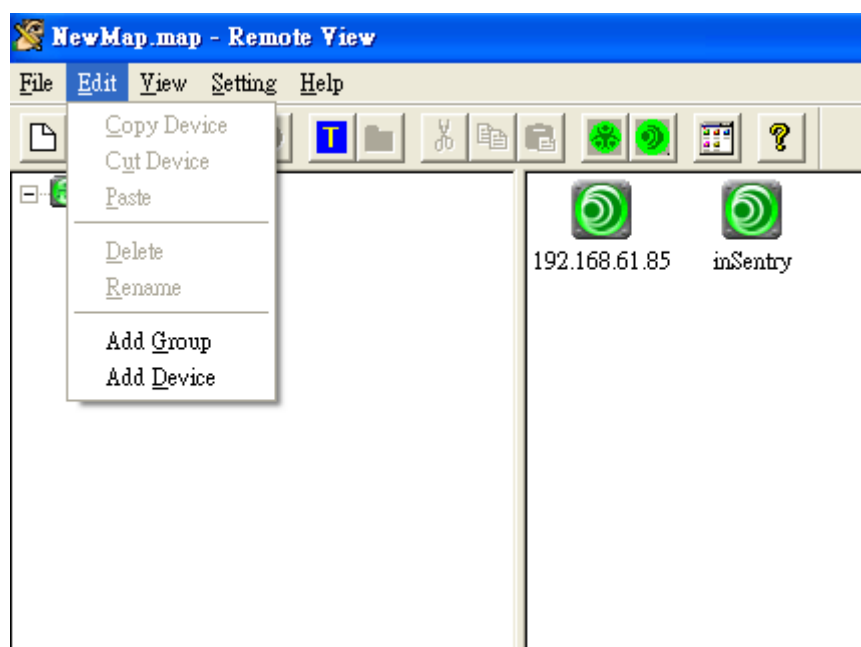 NewMap.map - Remote View
File Edit View Setting Help
T
?
Copy Device
Cut Device
Paste
Delete
Rename
Add Group
Add Device
192.168.61.85
inSentry